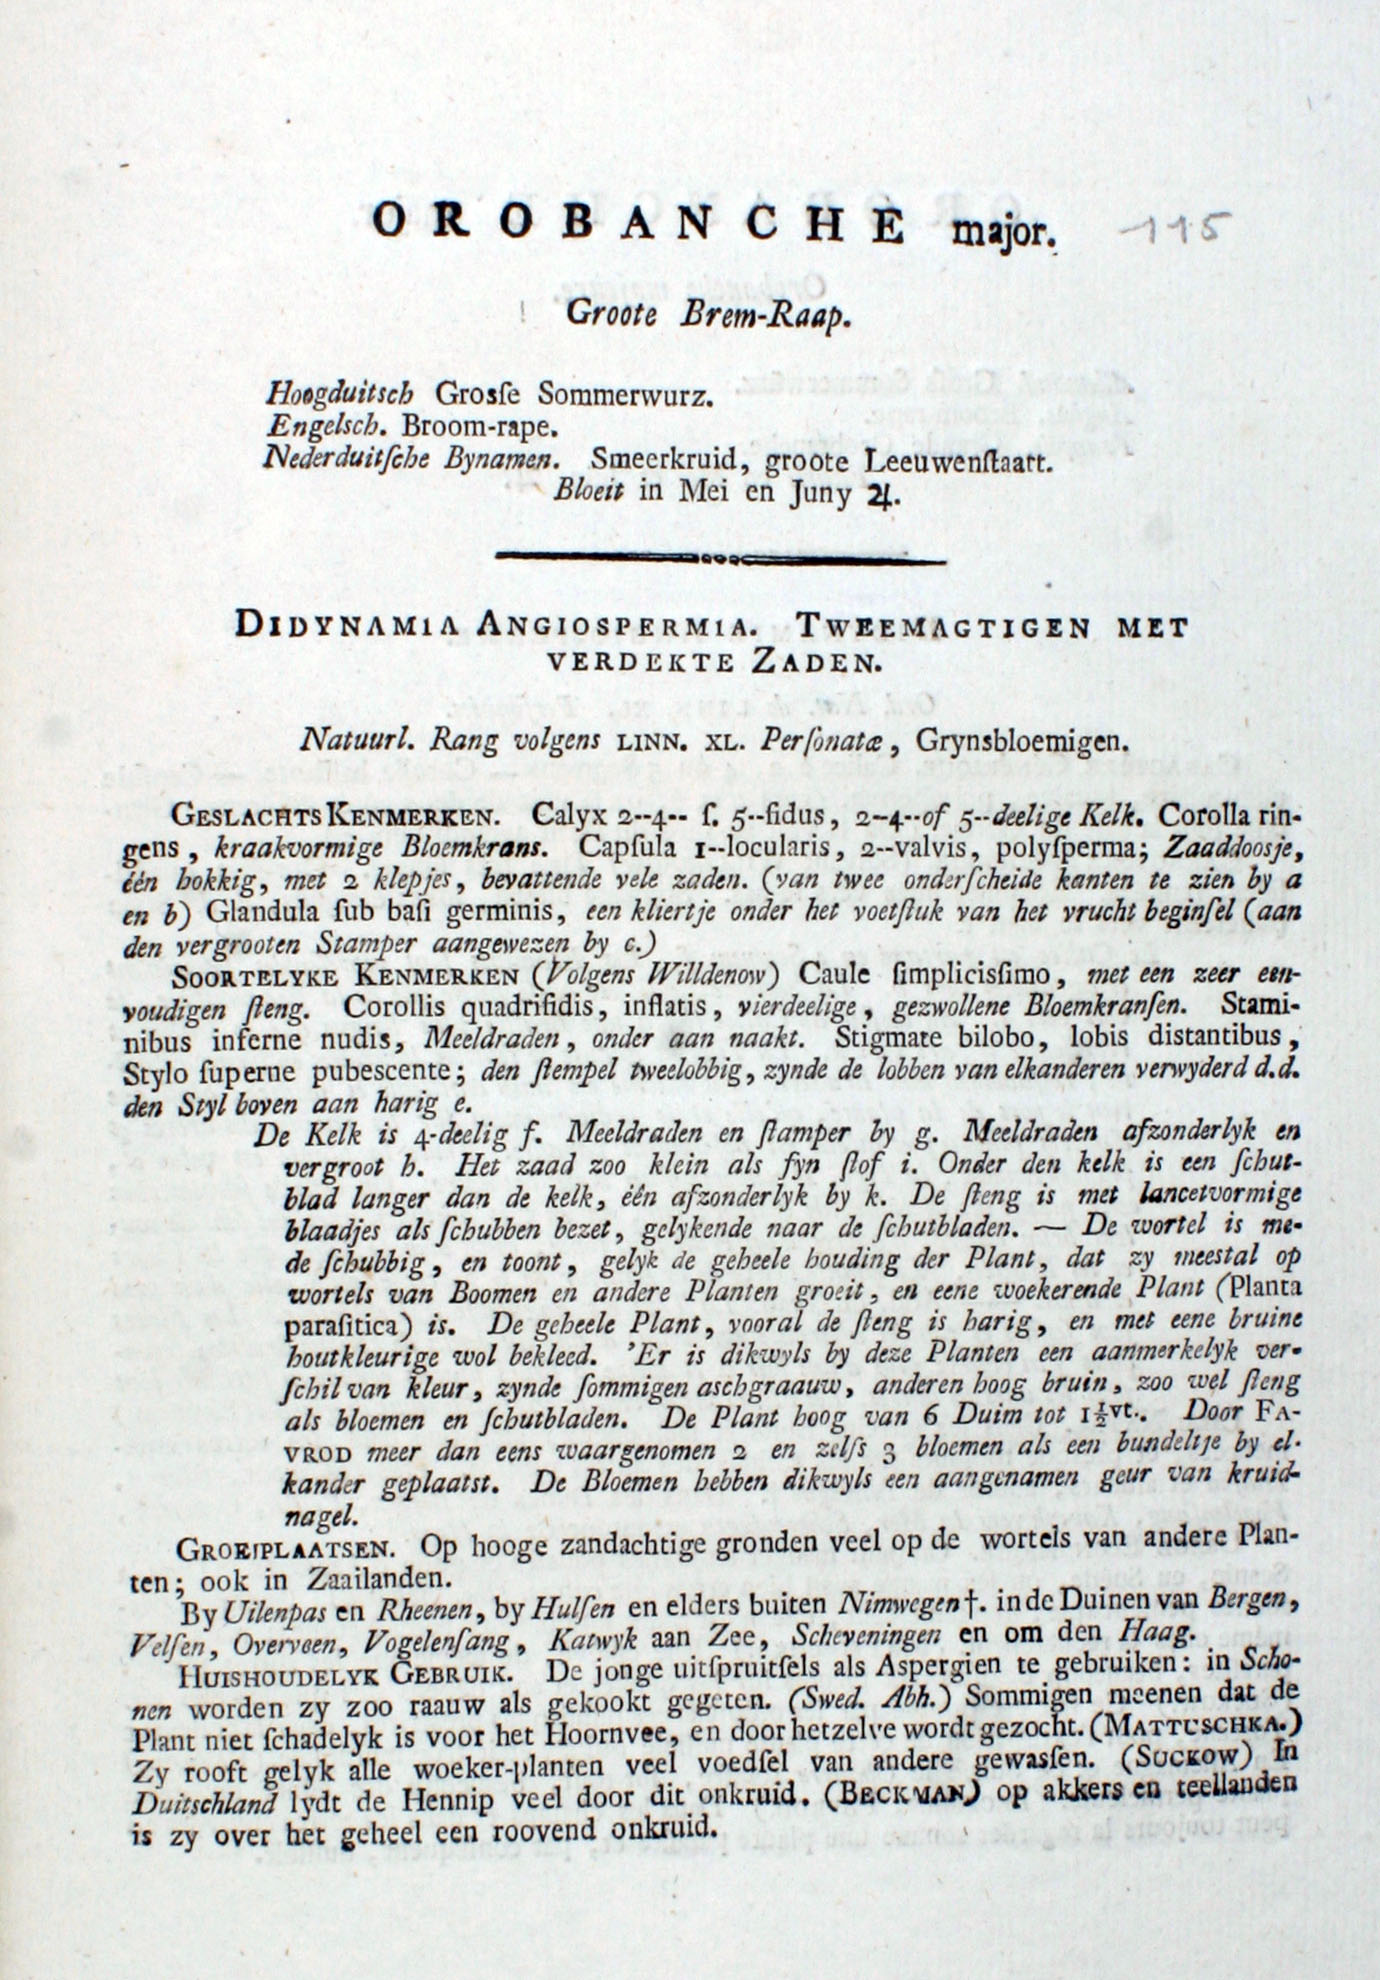 OROBANCHE major. -115
Groote Brem-Raap.
Hoogduitsch Grosſe Sommerwurz.
Engelsch. Broom-rape.
Nederduitſche Bynamen. Smeerkruid, groote Leeuwenſtaart.
Bloeit in Mei en Juny ♃.
DIDYNAMIA ANGIOSPERMIA. TWEEMAGTIGEN MET
VERDEKTE ZADEN.
Natuurl. Rang volgens LINN. XL. Perſonatæ, Grynsbloemigen.
GESLACHTS KENMERKEN. Calyx 2--4-- ſ. 5--fidus, 2--4--of 5--deelige Kelk. Corolla rin-
gens, kraakvormige Bloemkrans. Capſula 1--locularis, 2--valvis, polyſperma; Zaaddoosje,
één hokkig, met 2 klepjes, bevattende vele zaden. (van twee onderſcheide kanten te zien by a
en b) Glandula ſub baſi germinis, een kliertje onder het voetſtuk van het vrucht beginſel (aan
den vergrooten Stamper aangewezen by c.)
SOORTELYKE KENMERKEN (Volgens Willdenow) Caule ſimplicisſimo, met een zeer een-
voudigen ſteng. Corollis quadrifidis, inflatis, vierdeelige, gezwollene Bloemkranſen. Stami-
nibus inferne nudis, Meeldraden, onder aan naakt. Stigmate bilobo, lobis distantibus,
Stylo ſuperne pubescente; den ſtempel tweelobbig, zynde de lobben van elkanderen verwyderd d.d.
den Styl boven aan harig e.
De Kelk is 4-deelig f. Meeldraden en ſtamper by g. Meeldraden afzonderlyk en
vergroot h. Het zaad zoo klein als fyn ſtof i. Onder den kelk is een ſchut-
blad langer dan de kelk, één afzonderlyk by k. De ſteng is met lancetvormige
blaadjes als ſchubben bezet, gelykende naar de ſchutbladen. — De wortel is me-
de ſchubbig, en toont, gelyk de geheele houding der Plant, dat zy meestal op
wortels van Boomen en andere Planten groeit, en eene woekerende Plant (Planta
paraſitica) is. De geheele Plant, vooral de ſteng is harig, en met eene bruine
houtkleurige wol bekleed. 'Er is dikwyls by deze Planten een aanmerkelyk ver-
ſchil van kleur, zynde ſommigen aschgraauw, anderen hoog bruin, zoo wel ſteng
als bloemen en ſchutbladen. De Plant hoog van 6 Duim tot 1½vt.. Door FA-
VROD meer dan eens waargenomen 2 en zelfs 3 bloemen als een bundeltje by el-
kander geplaatst. De Bloemen hebben dikwyls een aangenamen geur van kruid-
nagel.
GROEIPLAATSEN. Op hooge zandachtige gronden veel op de wortels van andere Plan-
ten; ook in Zaailanden.
By Uilenpas en Rheenen, by Hulſen en elders buiten Nimwegen†. in de Duinen van Bergen,
Velſen, Overveen, Vogelenſang, Katwyk aan Zee, Scheveningen en om den Haag.
HUISHOUDELYK GEBRUIK. De jonge uitſpruitſels als Aspergien te gebruiken: in Scho-
nen worden zy zoo raauw als gekookt gegeten. (Swed. Abh.) Sommigen meenen dat de
Plant niet ſchadelyk is voor het Hoornvee, en door hetzelve wordt gezocht. (MATTUSCHKA.)
Zy rooft gelyk alle woeker-planten veel voedſel van andere gewasſen. (SUCKOW) In
Duitschland lydt de Hennip veel door dit onkruid. (BECKMAN) op akkers en teellanden
is zy over het geheel een roovend onkruid.